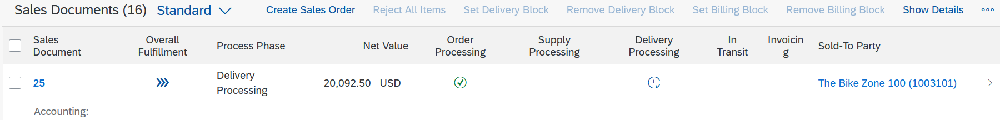 Sales Documents (16) Standard Create Sales Order Reject All Items Set Delivery Block Remove Delivery Block Set Billing Block Remove Billing Block Show Details
Sales Document Overall Fulfillment Process Phase Net Value Order Processing Supply Processing Delivery Processing In Transit Invoicin g Sold-To Party
25 Delivery Processing 20,092.50 USD The Bike Zone 100 (1003101)
Accounting: